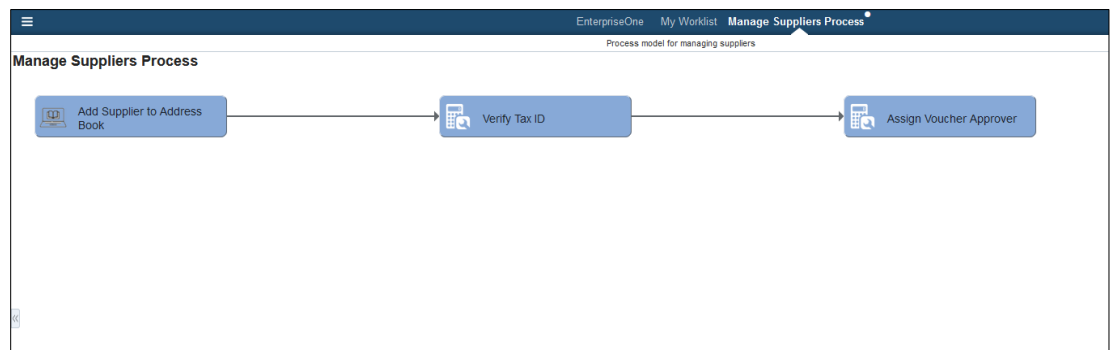 EnterpriseOne My Worklist Manage Suppliers Process
Process model for managing suppliers
Manage Suppliers Process
Add Supplier to Address
Book
Verify Tax ID
Assign Voucher Approver